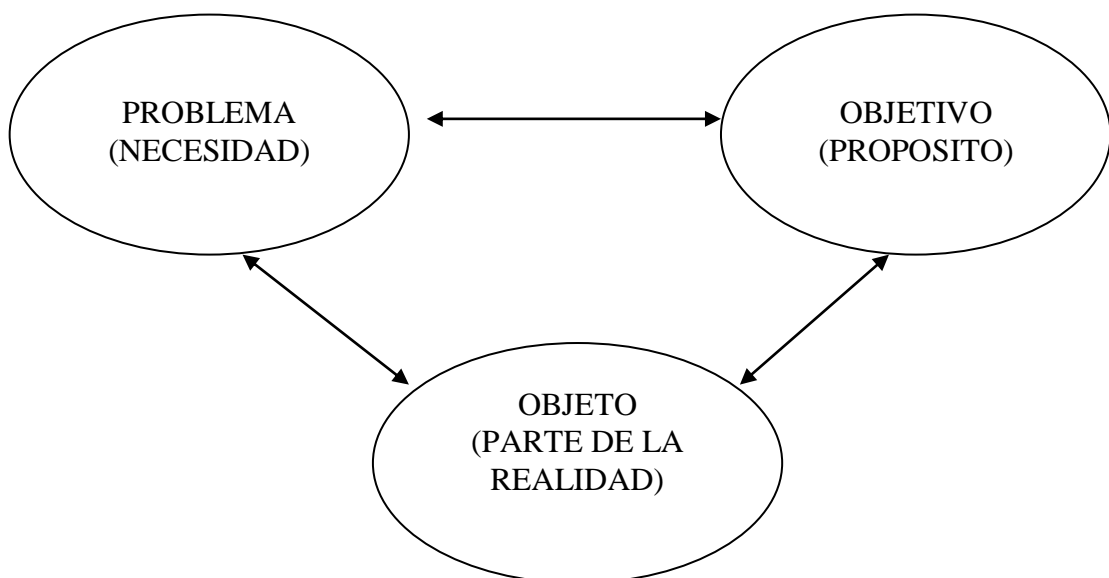 PROBLEMA
(NECESIDAD)
OBJETIVO
(PROPOSITO)
OBJETO
(PARTE DE LA
REALIDAD)